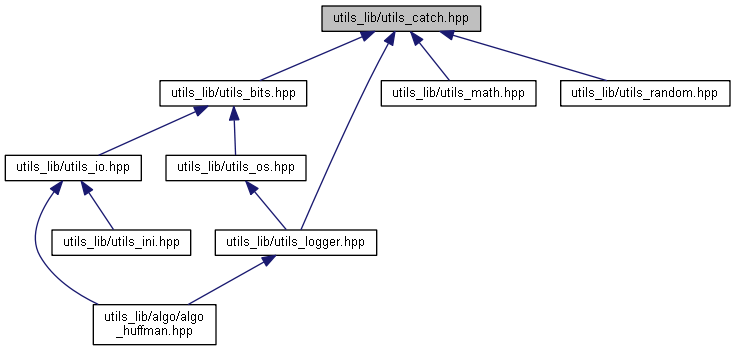 utils_lib/utils_catch.hpp
utils_lib/utils_bits.hpp
utils_lib/utils_math.hpp
utils_lib/utils_random.hpp
utils_lib/utils_io.hpp
utils_lib/utils_os.hpp
utils_lib/utils_ini.hpp
utils_lib/utils_logger.hpp
utils_lib/algo/algo
_huffman.hpp